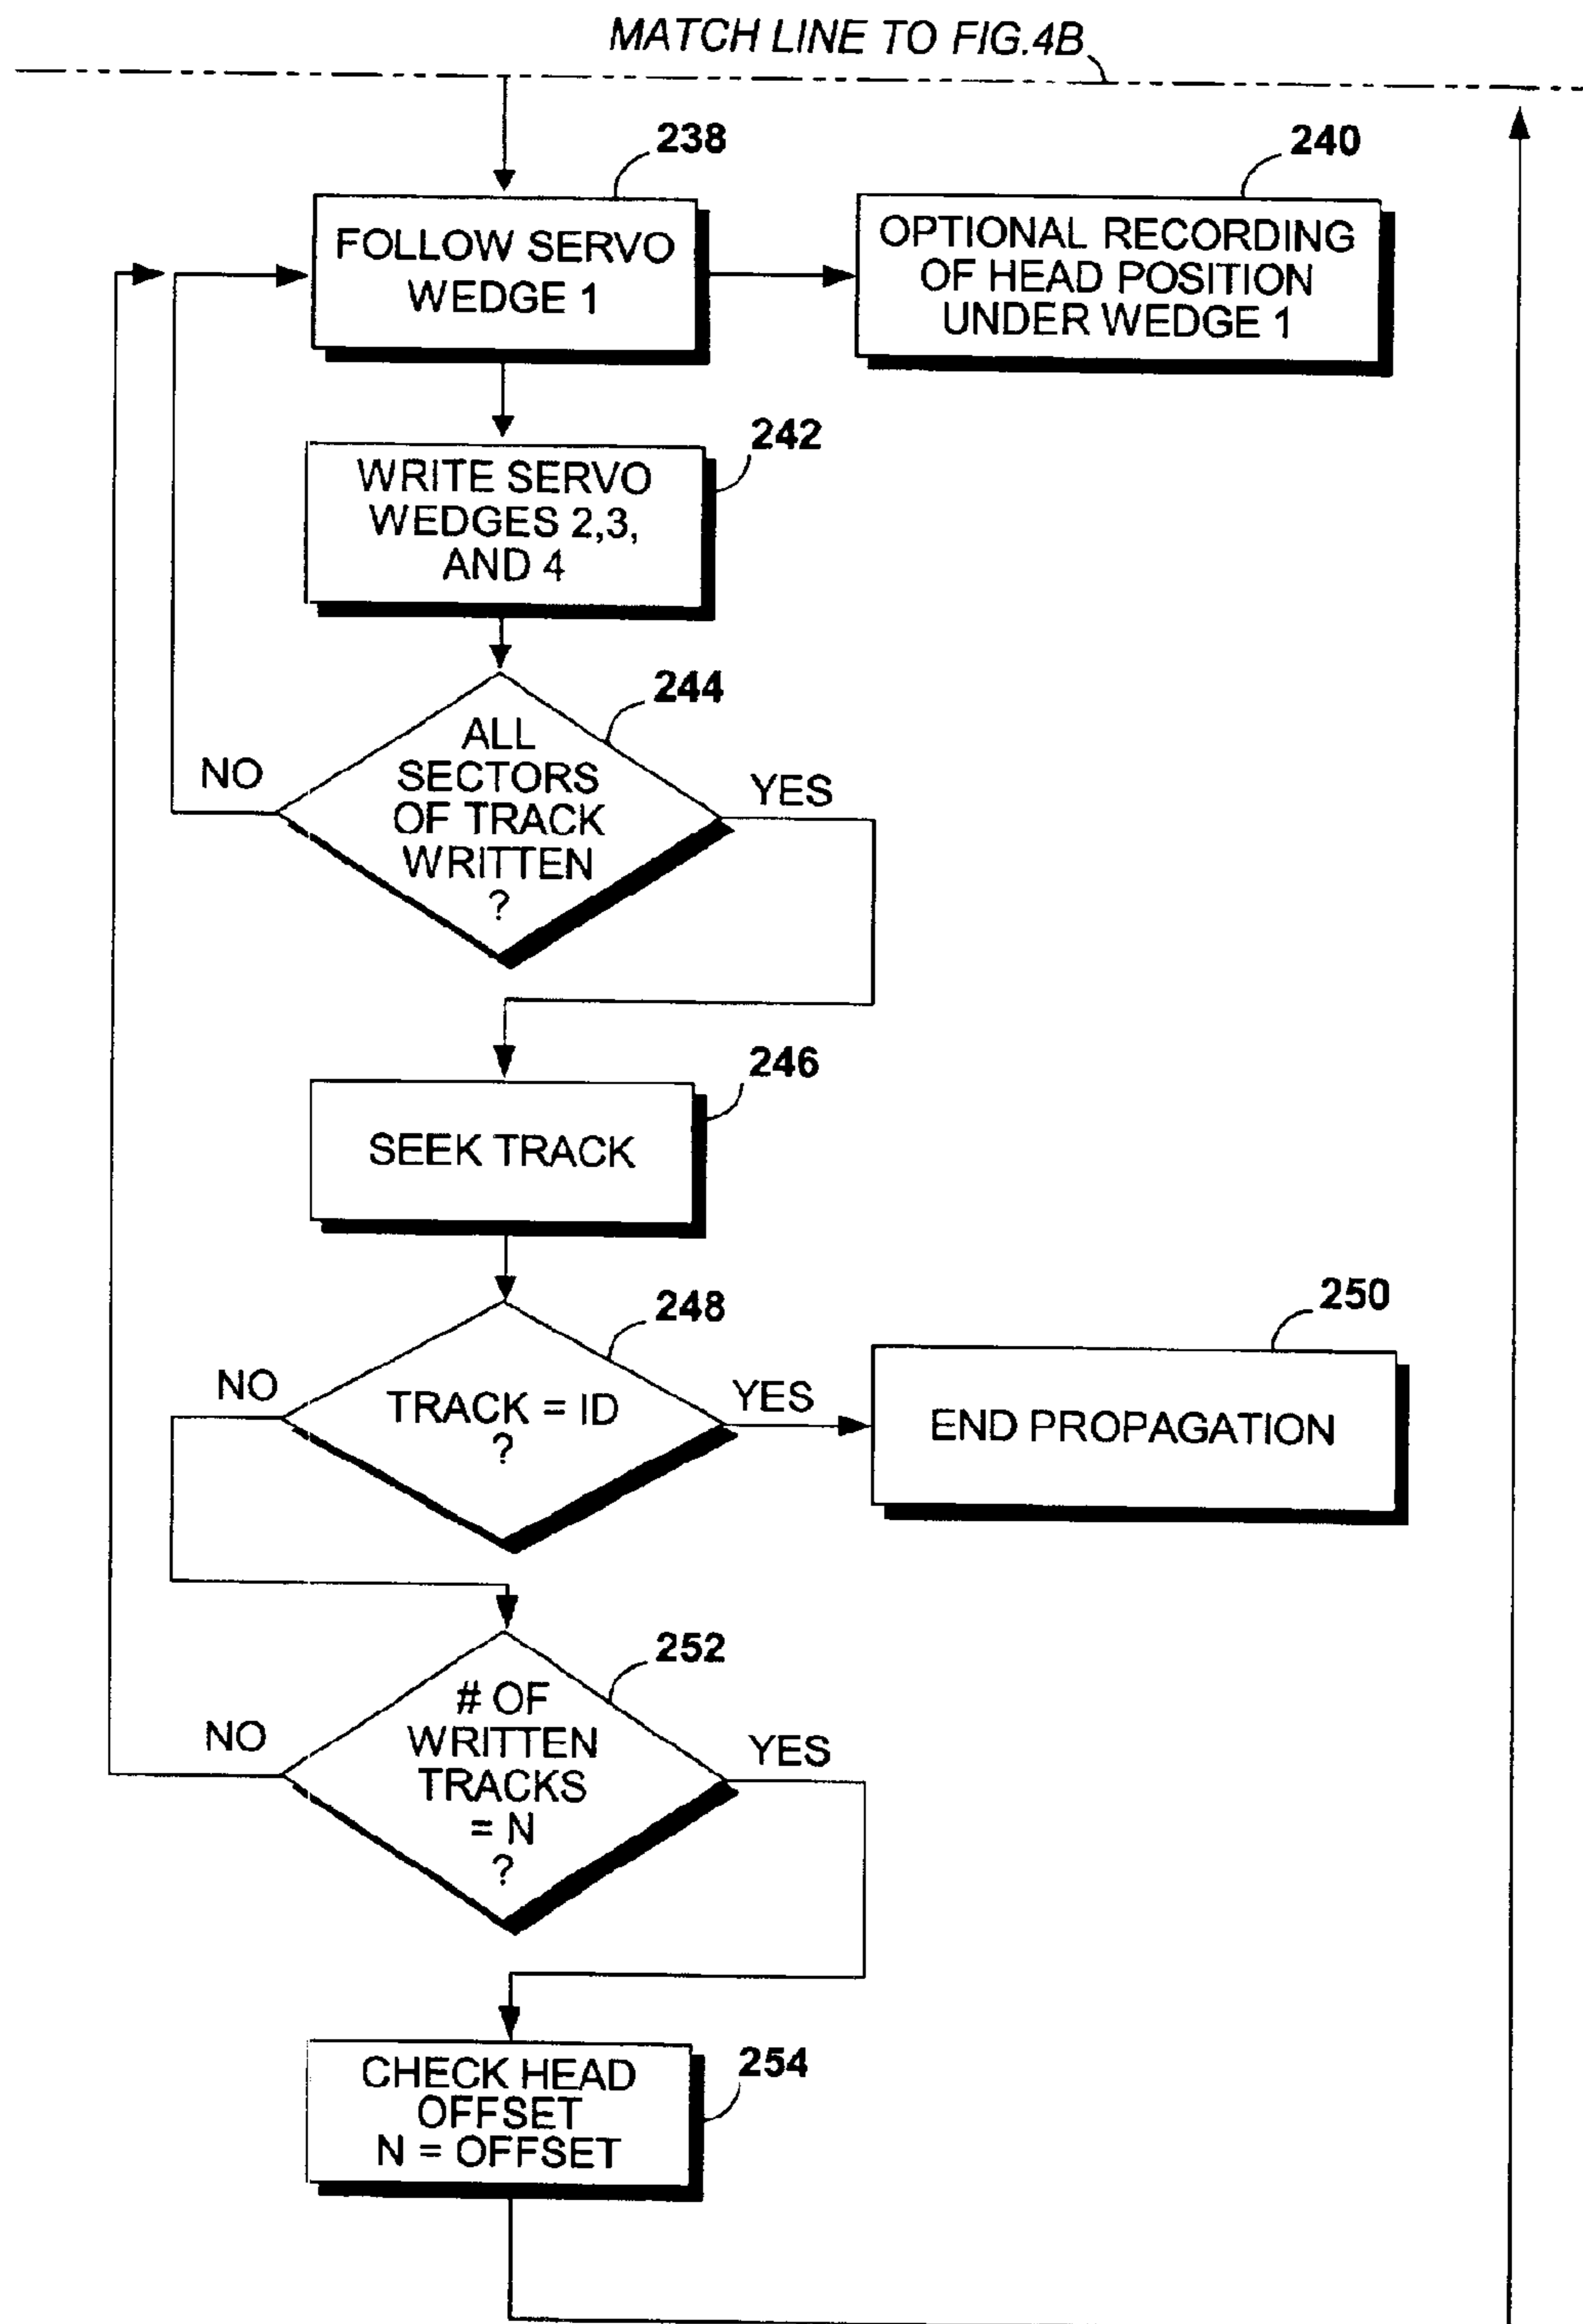 MATCH LINE TO FIG.4B
238
240
FOLLOW SERVO
WEDGE 1
OPTIONAL RECORDING
OF HEAD POSITION
UNDER WEDGE 1
242
WRITE SERVO
WEDGES 2,3,
AND 4
244
ALL
SECTORS
OF TRACK
WRITTEN
?
NO
YES
246
SEEK TRACK
248
250
NO
TRACK = ID
?
YES
END PROPAGATION
252
# OF
WRITTEN
TRACKS
= N
?
NO
YES
254
CHECK HEAD
OFFSET
N = OFFSET